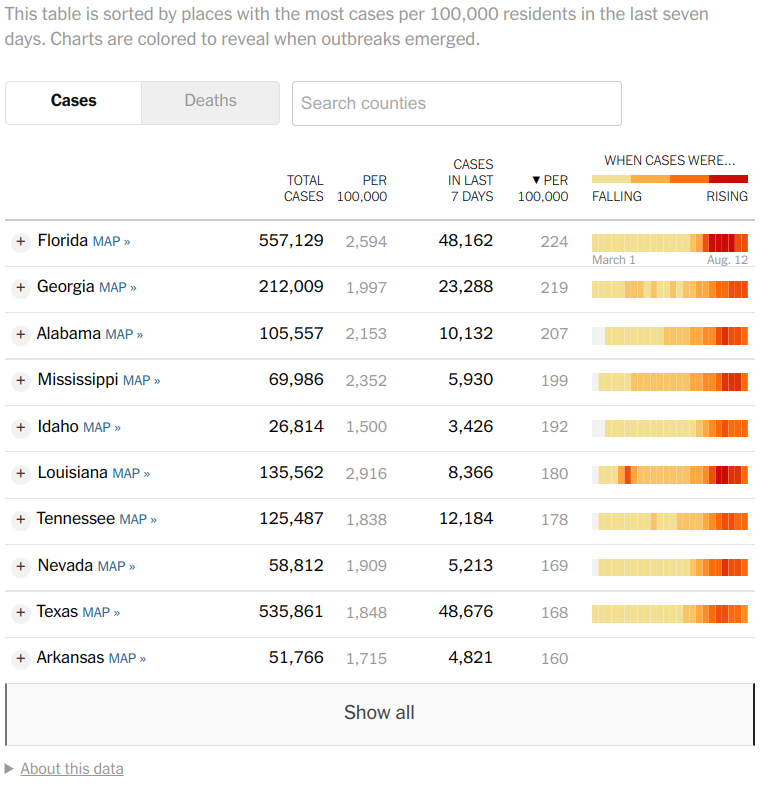 This table is sorted by places with the most cases per 100,000 residents in the last seven
days. Charts are colored to reveal when outbreaks emerged.
Cases Deaths Search counties
TOTAL CASES PER 100,000 CASES IN LAST 7 DAYS ▼ PER 100,000 WHEN CASES WERE...
FALLING RISING
+ Florida MAP » 557,129 2,594 48,162 224
March 1 Aug. 12
+ Georgia MAP » 212,009 1,997 23,288 219
+ Alabama MAP » 105,557 2,153 10,132 207
+ Mississippi MAP » 69,986 2,352 5,930 199
+ Idaho MAP » 26,814 1,500 3,426 192
+ Louisiana MAP » 135,562 2,916 8,366 180
+ Tennessee MAP » 125,487 1,838 12,184 178
+ Nevada MAP » 58,812 1,909 5,213 169
+ Texas MAP » 535,861 1,848 48,676 168
+ Arkansas MAP » 51,766 1,715 4,821 160
Show all
▶ About this data